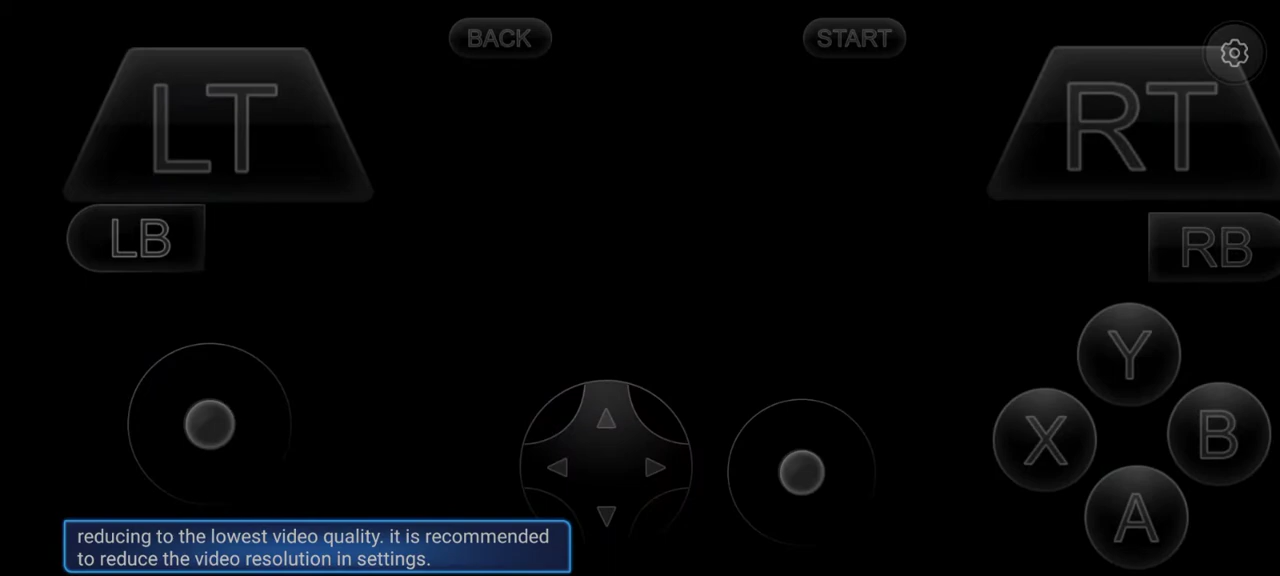 BACK
START
LT
RT
LB
RB
Y
X
B
A
reducing to the lowest video quality. it is recommended
to reduce the video resolution in settings.